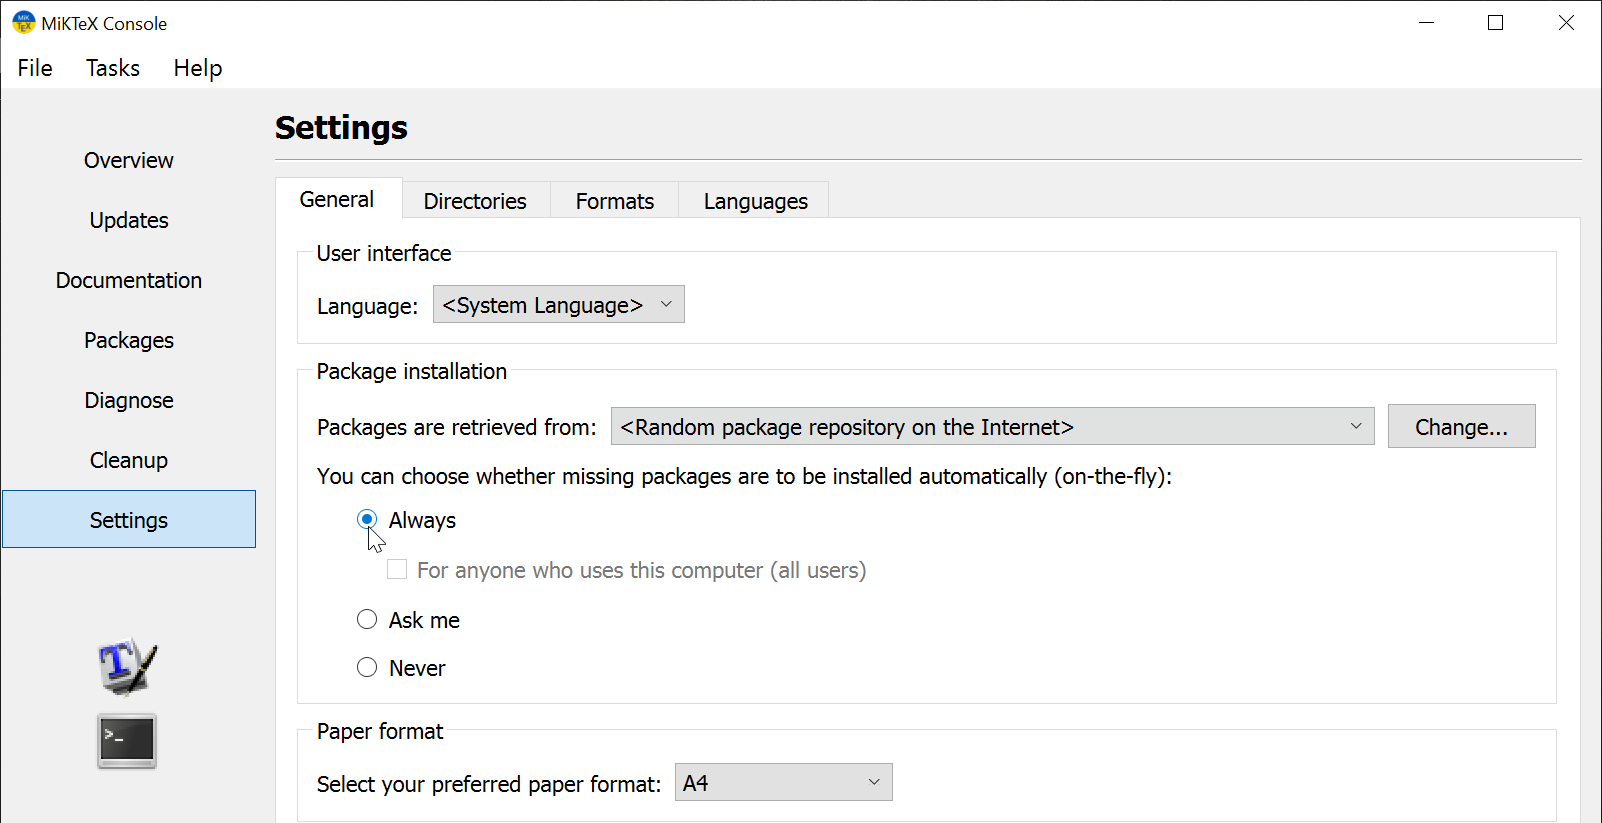 MiKTeX Console
File Tasks Help
Settings
Overview
Updates
Documentation
Packages
Diagnose
Cleanup
Settings
General Directories Formats Languages
User interface
Language: <System Language>
Package installation
Packages are retrieved from: <Random package repository on the Internet> Change...
You can choose whether missing packages are to be installed automatically (on-the-fly):
Always
For anyone who uses this computer (all users)
Ask me
Never
Paper format
Select your preferred paper format: A4